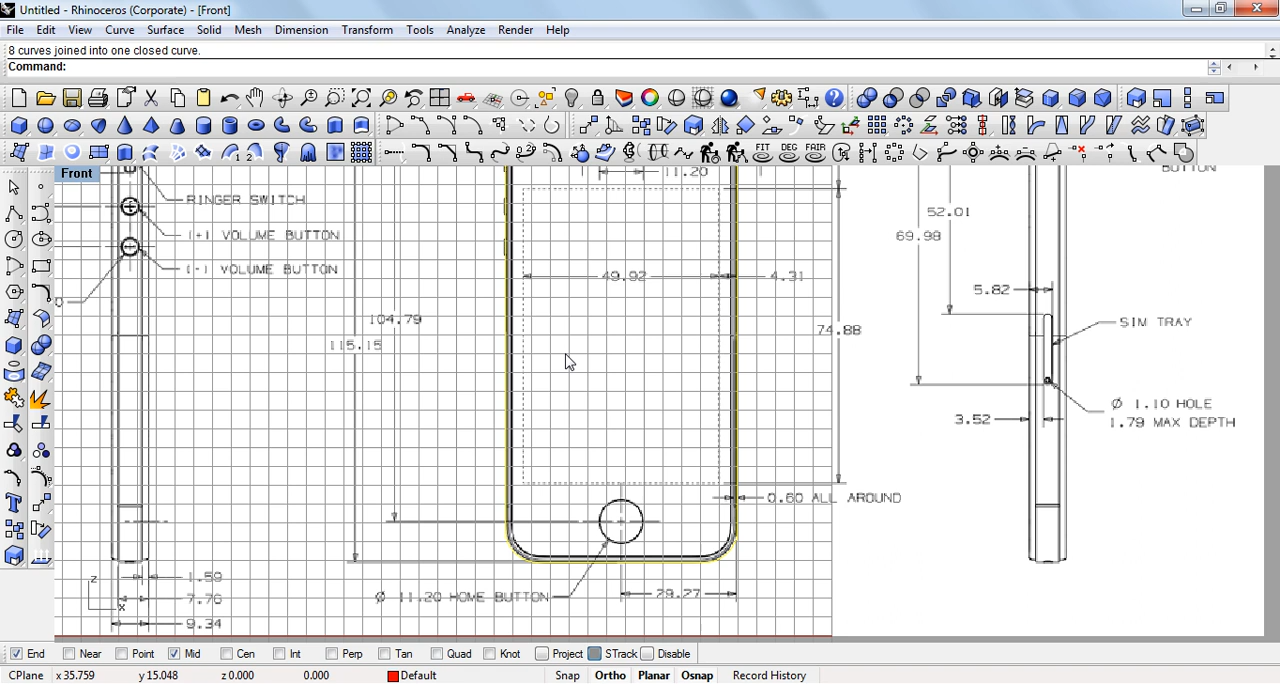 Untitled - Rhinoceros (Corporate) - [Front]
File Edit View Curve Surface Solid Mesh Dimension Transform Tools Analyze Render Help
8 curves joined into one closed curve.
Command:
FIT DEG FAIR
Front
BUTTON
11.20
RINGER SWITCH
52.01
(+) VOLUME BUTTON
69.98
(-) VOLUME BUTTON
49.92
4.31
5.82
104.79
SIM TRAY
74.88
115.15
Ø 1.10 HOLE
3.52
1.79 MAX DEPTH
0.60 ALL AROUND
z
x
1.59
Ø 11.20 HOME BUTTON
29.27
7.70
9.34
End Near Point Mid Cen Int Perp Tan Quad Knot Project STrack Disable
CPlane x 35.759 y 15.048 z 0.000 0.000 Default Snap Ortho Planar Osnap Record History